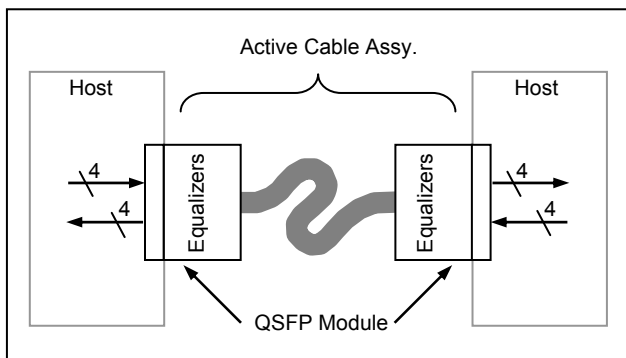 Active Cable Assy.
Host
Host
4
4
Equalizers
Equalizers
4
4
QSFP Module